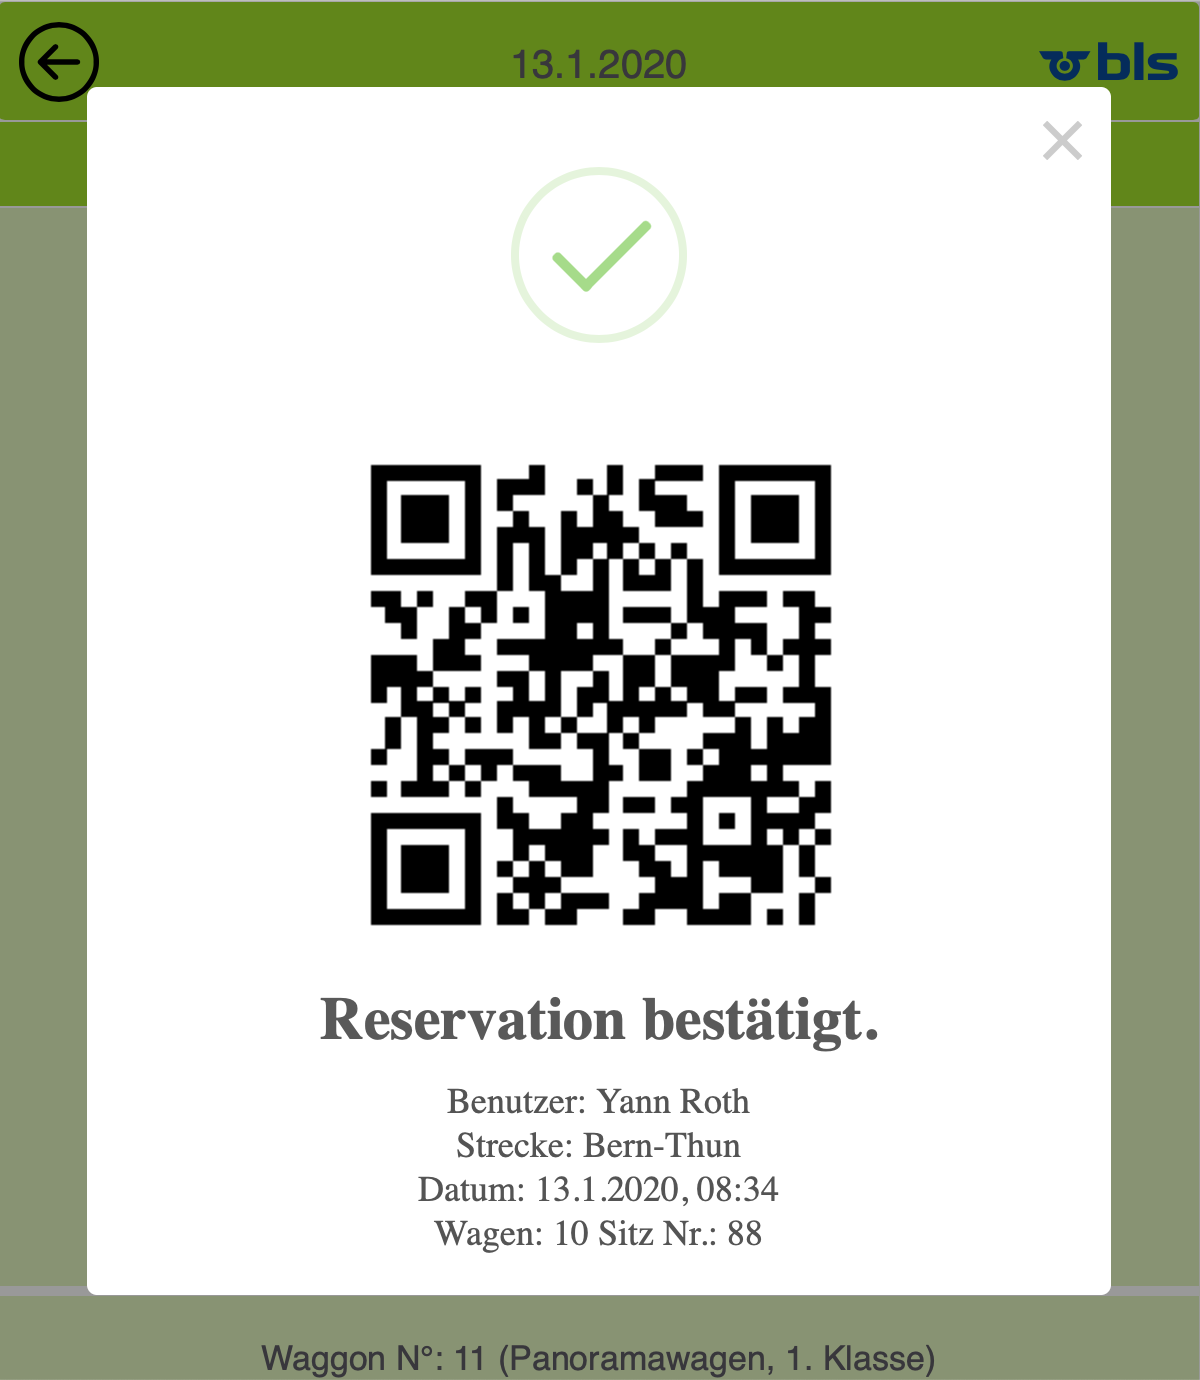 13.1.2020
bls
Reservation bestätigt.
Benutzer: Yann Roth
Strecke: Bern-Thun
Datum: 13.1.2020, 08:34
Wagen: 10 Sitz Nr.: 88
Waggon N°: 11 (Panoramawagen, 1. Klasse)